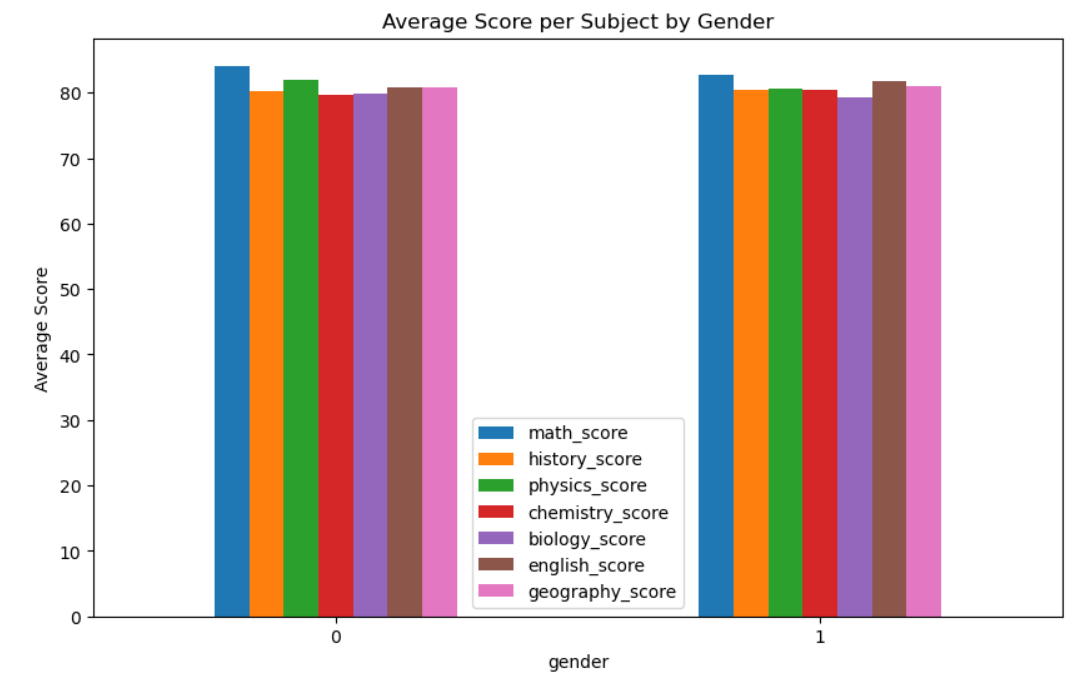 Average Score per Subject by Gender
Average Score
80
70
60
50
40
30
20
10
0
math_score
history_score
physics_score
chemistry_score
biology_score
english_score
geography_score
0 1
gender